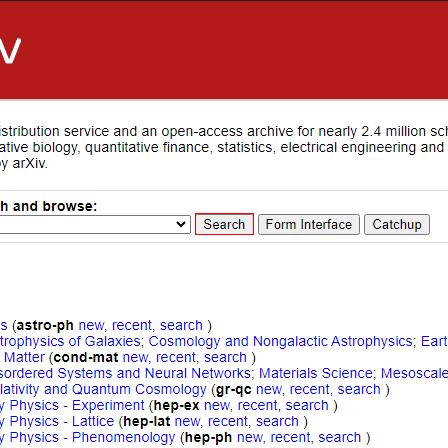 v
istribution service and an open-access archive for nearly 2.4 million sch
ative biology, quantitative finance, statistics, electrical engineering and
y arXiv.
h and browse:
Search Form Interface Catchup
s (astro-ph new, recent, search )
trophysics of Galaxies; Cosmology and Nongalactic Astrophysics; Eart
Matter (cond-mat new, recent, search )
sordered Systems and Neural Networks; Materials Science; Mesoscale
lativity and Quantum Cosmology (gr-qc new, recent, search )
y Physics - Experiment (hep-ex new, recent, search )
y Physics - Lattice (hep-lat new, recent, search )
y Physics - Phenomenology (hep-ph new, recent, search )